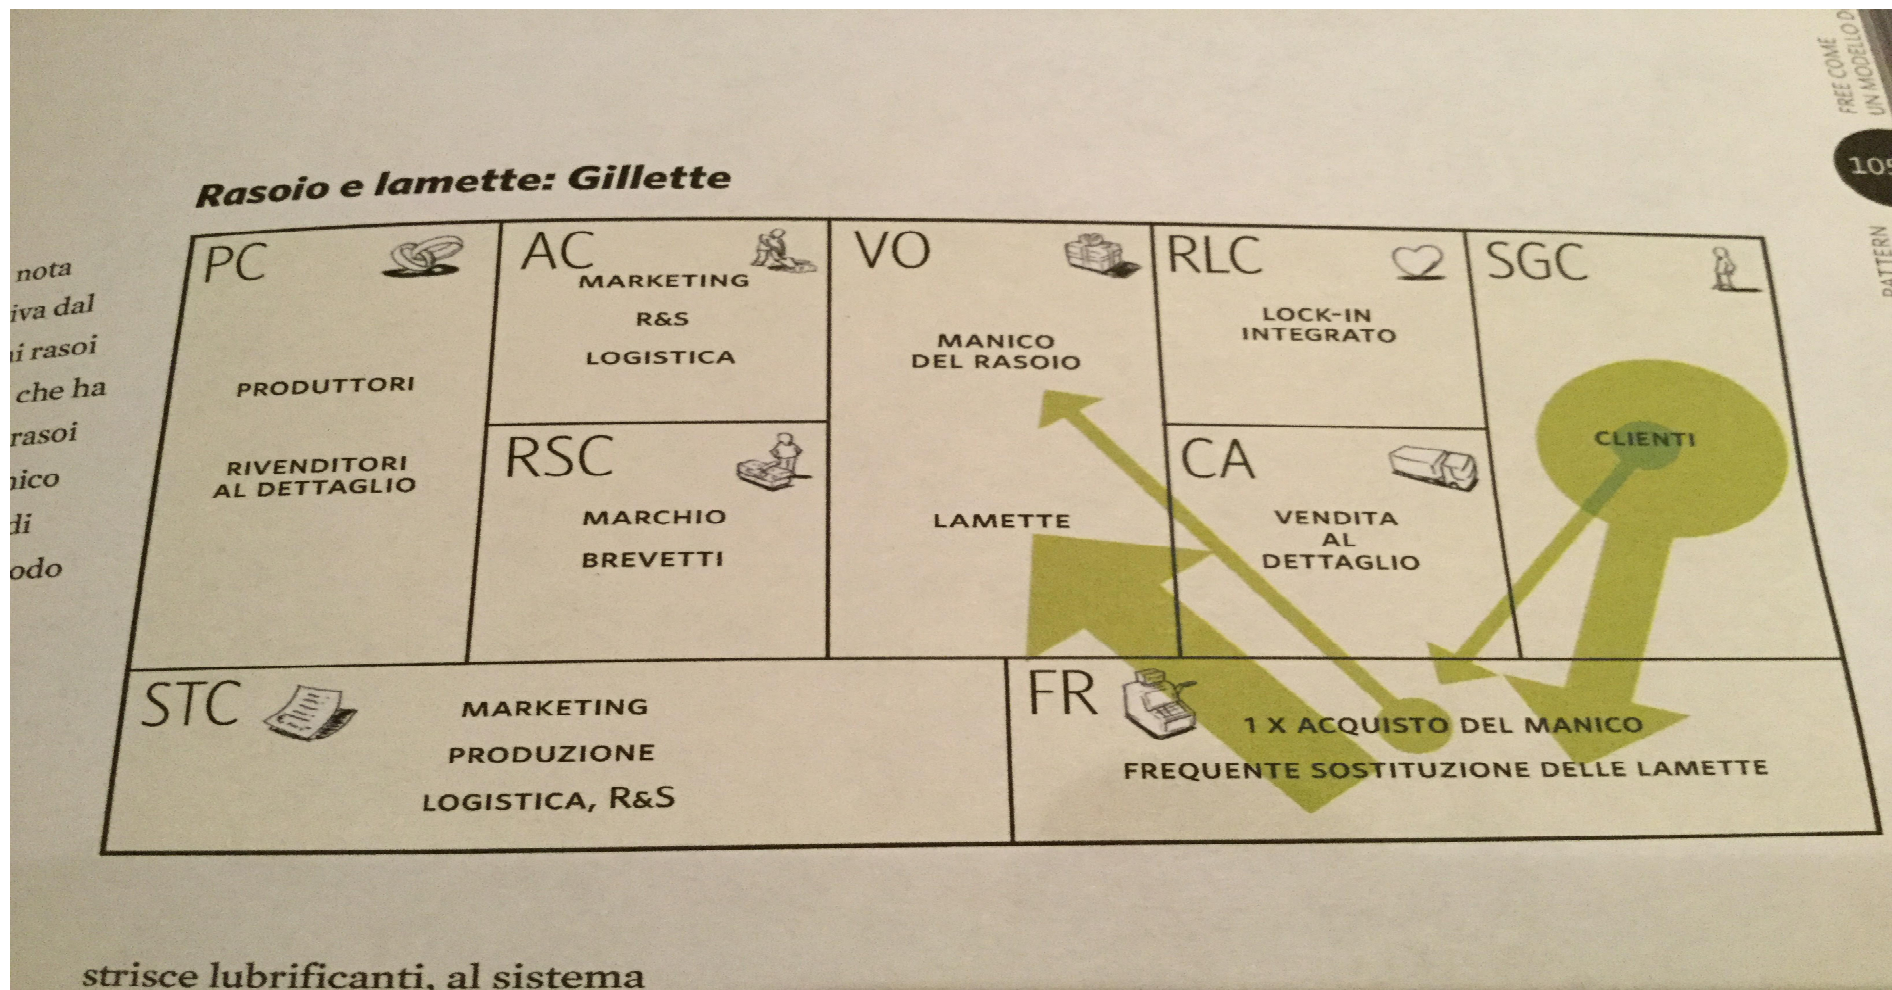 FREE COME
UN MODELLO
PATTERN
nota
iva dal
rasoi
che ha
rasoi
di
Rasoio e lamette: Gillette
PC
PRODUTTORI
RIVENDITORI
AL DETTAGLIO
AC
MARKETING
R&S
LOGISTICA
RSC
MARCHIO
BREVETTI
VO
MANICO
DEL RASOIO
LAMETTE
RLC
LOCK-IN
INTEGRATO
CA
VENDITA
AL
DETTAGLIO
SGC
CLIENTI
STC
MARKETING
PRODUZIONE
LOGISTICA, R&S
FR
1 X ACQUISTO DEL MANICO
FREQUENTE SOSTITUZIONE DELLE LAMETTE
strisce lubrificanti, al sistema